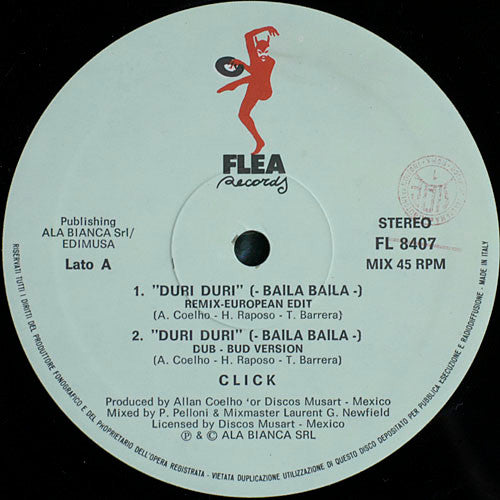 FLEA
Records
Publishing
ALA BIANCA Srl/
EDIMUSA
Lato A
STEREO
FL 8407
MIX 45 RPM
1. "DURI DURI" (- BAILA BAILA -)
REMIX-EUROPEAN EDIT
(A. Coelho - H. Raposo - T. Barrera)
2. "DURI DURI" (- BAILA BAILA -)
DUB - BUD VERSION
(A. Coelho - H. Raposo - T. Barrera)
CLICK
Produced by Allan Coelho 'or Discos Musart - Mexico
Mixed by P. Pelloni & Mixmaster Laurent G. Newfield
Licensed by Discos Musart - Mexico
℗ & © ALA BIANCA SRL
RISERVATI TUTTI I DIRITTI DEL PRODUTTORE FONOGRAFICO E DEL PROPRIETARIO DELL'OPERA REGISTRATA - VIETATA DUPLICAZIONE UTILIZZAZIONE DI QUESTO DISCO DEPOSITATO PER PUBBLICA ESECUZIONE E RADIODIFFUSIONE - MADE IN ITALY